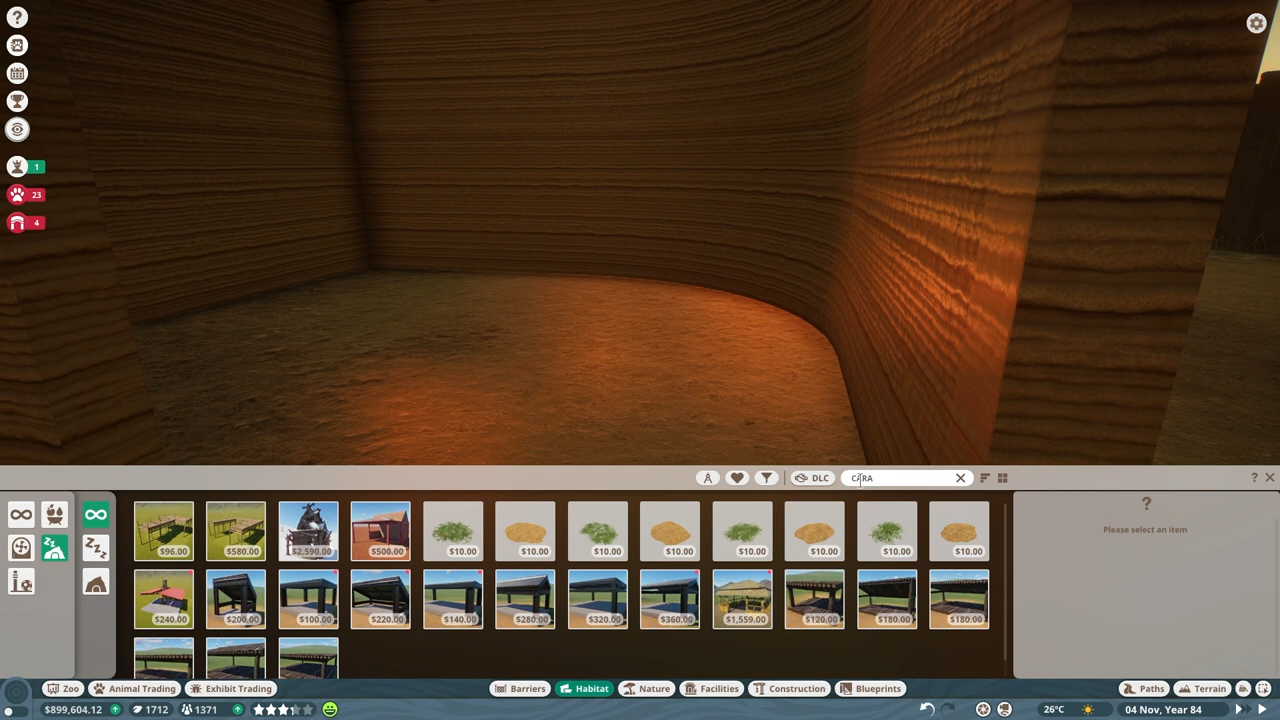 ?
1
23
4
DLC
CARA
?
$96.00
$580.00
$2,590.00
$500.00
$10.00
$10.00
$10.00
$10.00
$10.00
$10.00
$10.00
$10.00
$240.00
$200.00
$100.00
$220.00
$140.00
$280.00
$320.00
$360.00
$1,559.00
$120.00
$180.00
$180.00
?
Please select an item
Zoo
Animal Trading
Exhibit Trading
Barriers
Habitat
Nature
Facilities
Construction
Blueprints
Paths
Terrain
$899,604.12
1712
1371
26°C
04 Nov, Year 84